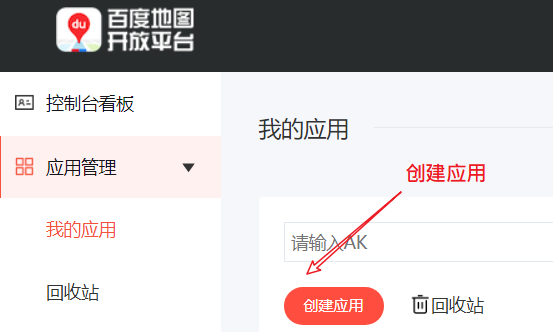 du
百度地图
开放平台
控制台看板
应用管理
我的应用
回收站
我的应用
创建应用
请输入AK
创建应用
回收站